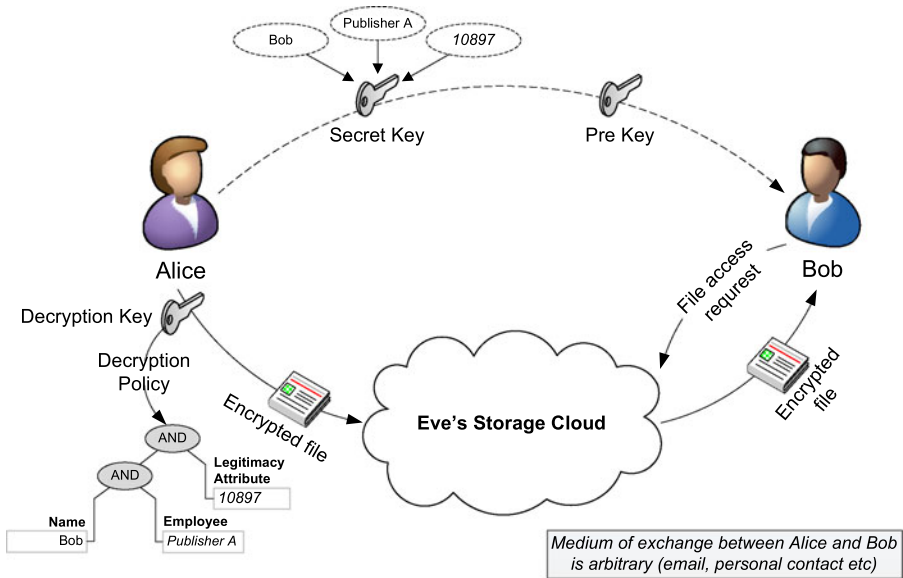 Publisher A
Bob
10897
Secret Key
Pre Key
Alice
Bob
File access
requrest
Decryption Key
Decryption
Policy
Encrypted file
Eve's Storage Cloud
Encrypted
file
AND
AND
Legitimacy
Attribute
10897
Name
Bob
Employee
Publisher A
Medium of exchange between Alice and Bob
is arbitrary (email, personal contact etc)